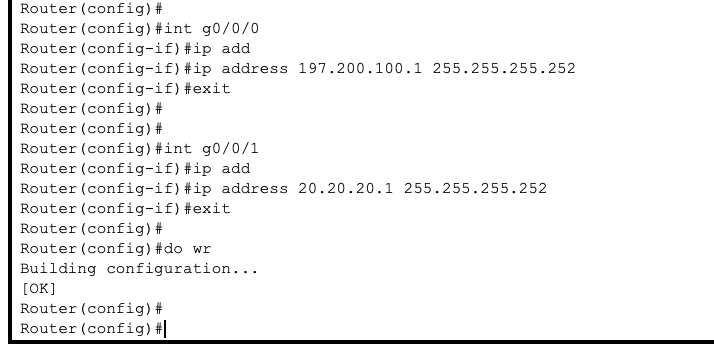 Router(config)#
Router(config)#int g0/0/0
Router(config-if)#ip add
Router(config-if)#ip address 197.200.100.1 255.255.255.252
Router(config-if)#exit
Router(config)#
Router(config)#
Router(config)#int g0/0/1
Router(config-if)#ip add
Router(config-if)#ip address 20.20.20.1 255.255.255.252
Router(config-if)#exit
Router(config)#
Router(config)#do wr
Building configuration...
[OK]
Router(config)#
Router(config)#